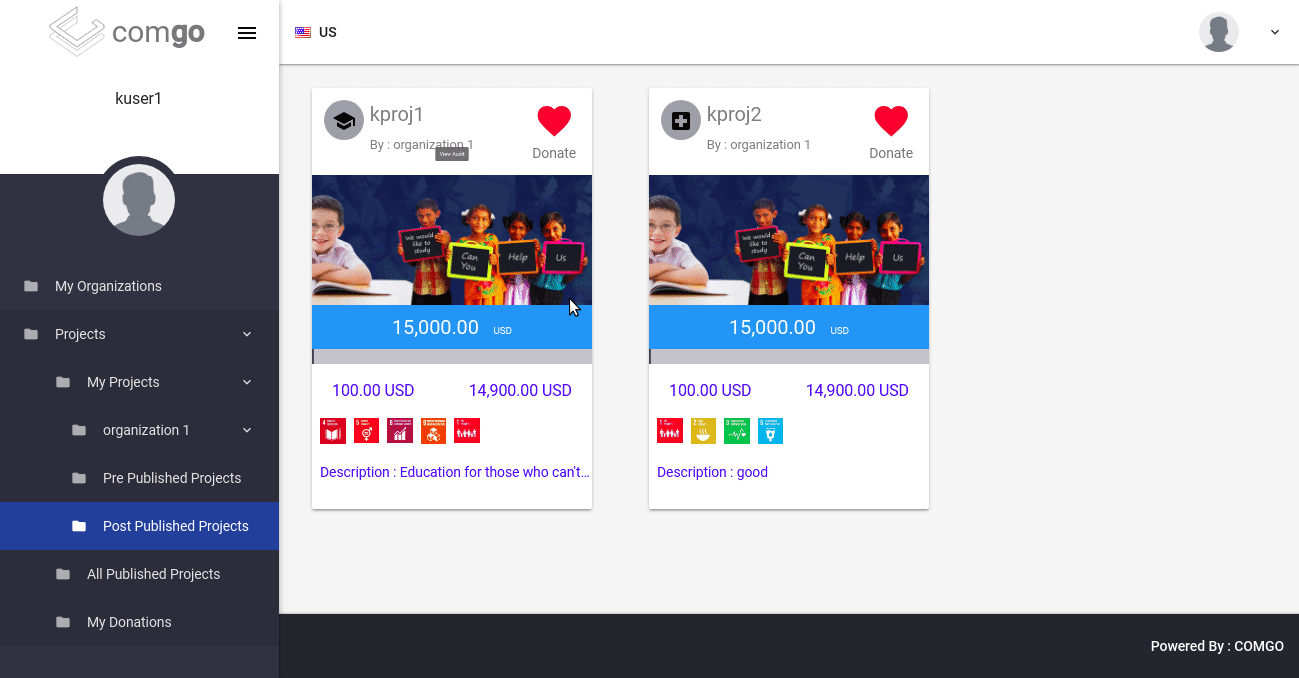 comgo
US
kuser1
My Organizations
Projects
My Projects
organization 1
Pre Published Projects
Post Published Projects
All Published Projects
My Donations
kproj1
By : organization 1
View Audit
Donate
We would
like to
study
Can
You
Help
Us
15,000.00 USD
100.00 USD 14,900.00 USD
Description : Education for those who can't...
kproj2
By : organization 1
Donate
We would
like to
study
Can
You
Help
Us
15,000.00 USD
100.00 USD 14,900.00 USD
Description : good
Powered By : COMGO